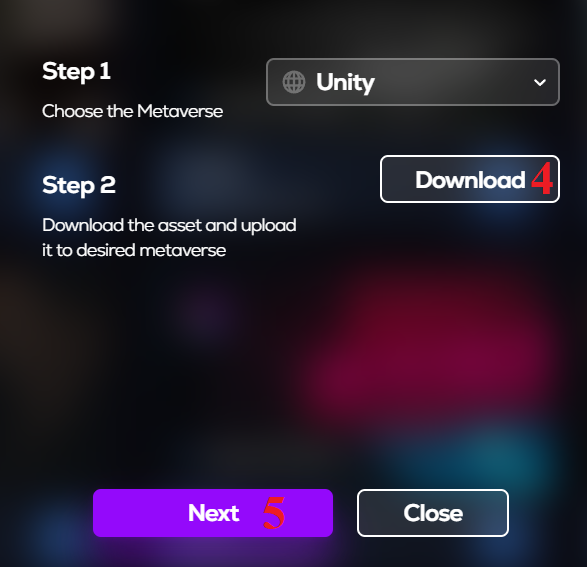 Step 1
Unity
Choose the Metaverse
Step 2
Download 4
Download the asset and upload
it to desired metaverse
Next 5
Close